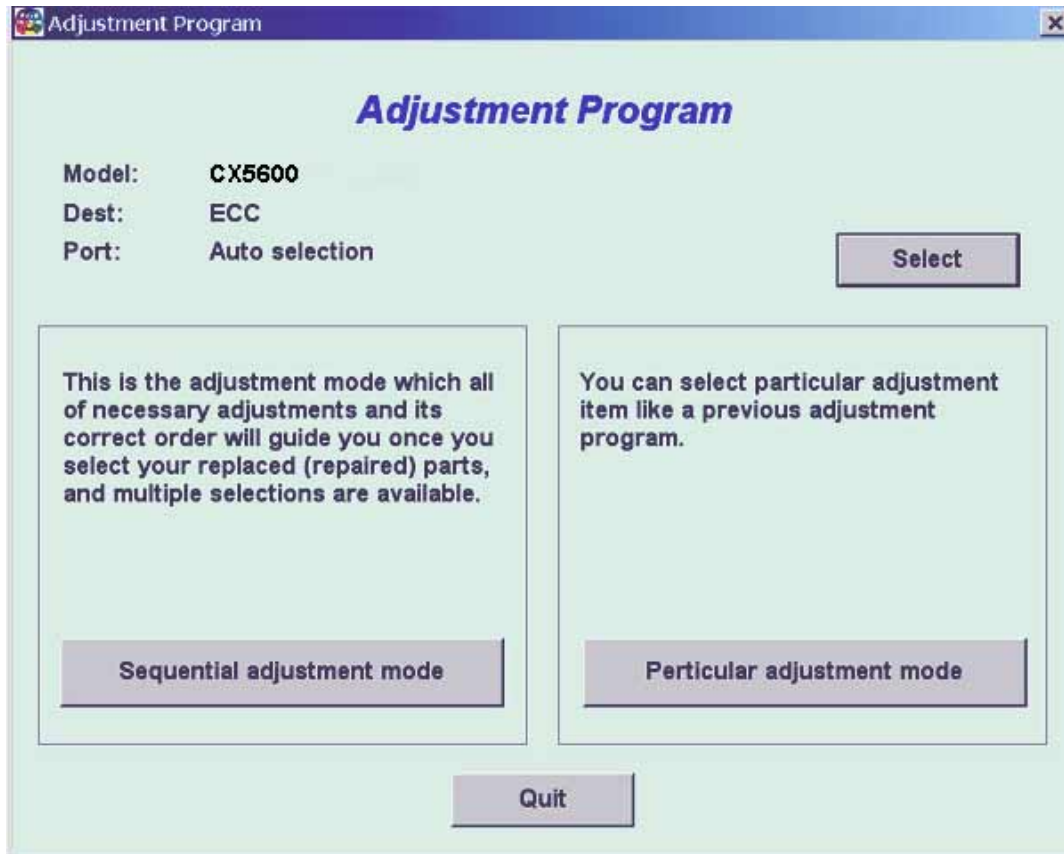 Adjustment Program
Adjustment Program
Model: CX5600
Dest: ECC
Port: Auto selection
Select
This is the adjustment mode which all
of necessary adjustments and its
correct order will guide you once you
select your replaced (repaired) parts,
and multiple selections are available.
Sequential adjustment mode
You can select particular adjustment
item like a previous adjustment
program.
Perticular adjustment mode
Quit